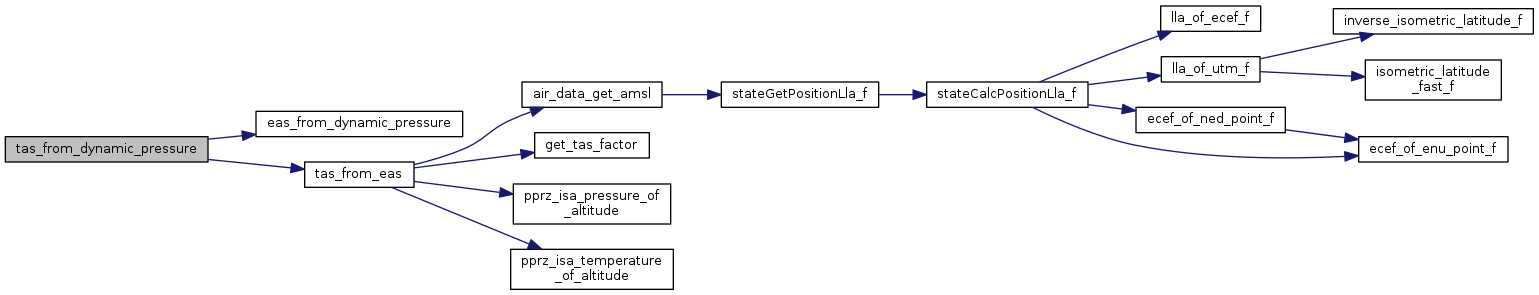 tas_from_dynamic_pressure
eas_from_dynamic_pressure
tas_from_eas
air_data_get_amsl
get_tas_factor
pprz_isa_pressure_of
_altitude
pprz_isa_temperature
_of_altitude
stateGetPositionLla_f
stateCalcPositionLla_f
lla_of_ecef_f
lla_of_utm_f
ecef_of_ned_point_f
inverse_isometric_latitude_f
isometric_latitude
_fast_f
ecef_of_enu_point_f